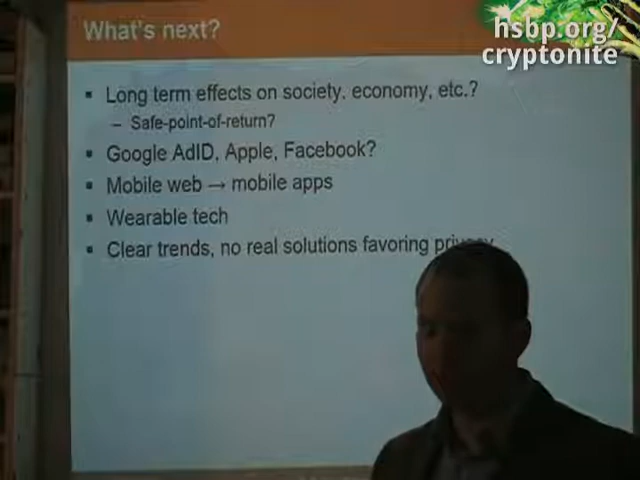 What's next?
hsbp.org/
cryptonite
Long term effects on society. economy, etc.?
– Safe-point-of-return?
Google AdID, Apple, Facebook?
Mobile web → mobile apps
Wearable tech
Clear trends, no real solutions favoring privacy